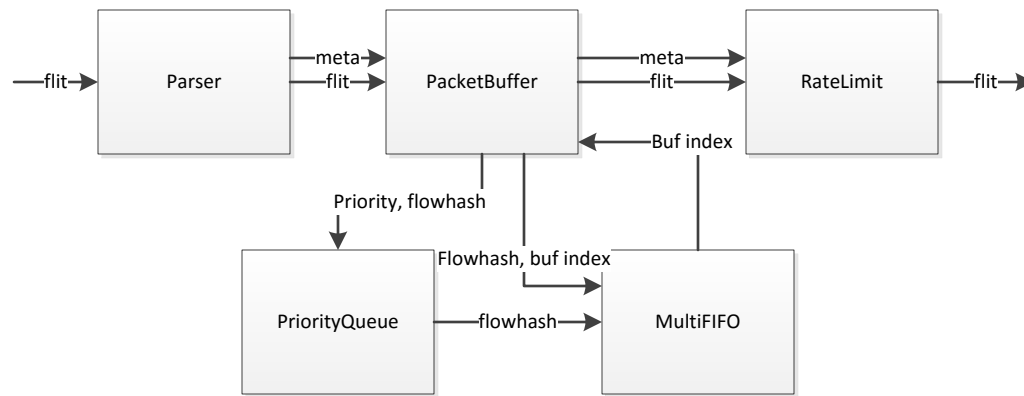 meta
meta
flit
Parser
flit
PacketBuffer
flit
RateLimit
flit
Buf index
Priority, flowhash
Flowhash, buf index
PriorityQueue
flowhash
MultiFIFO